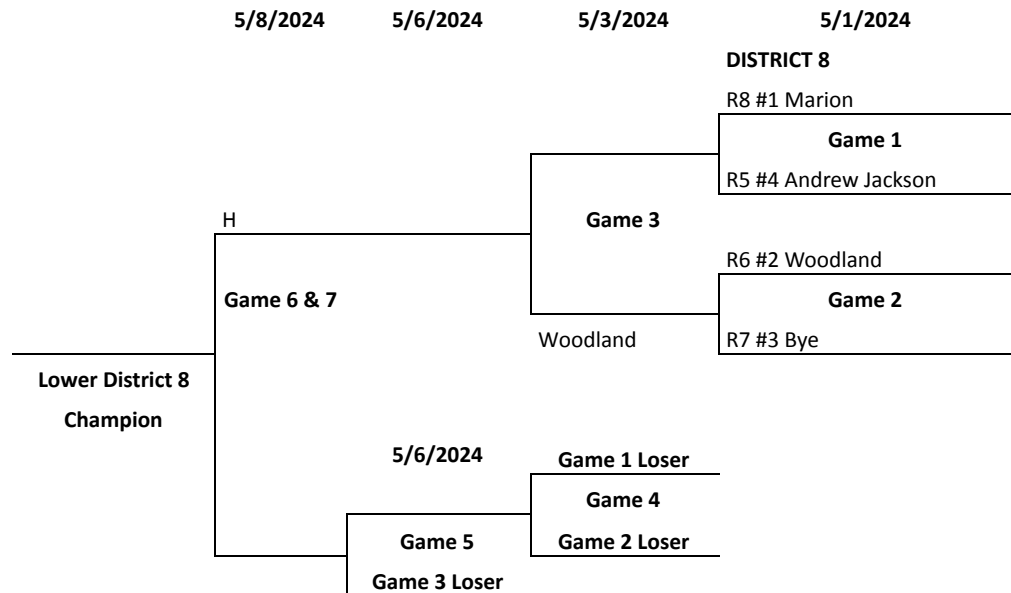 5/8/2024 5/6/2024 5/3/2024 5/1/2024
DISTRICT 8
R8 #1 Marion
Game 1
R5 #4 Andrew Jackson
H Game 3
R6 #2 Woodland
Game 6 & 7 Game 2
Woodland R7 #3 Bye
Lower District 8
Champion
5/6/2024 Game 1 Loser
Game 4
Game 5 Game 2 Loser
Game 3 Loser